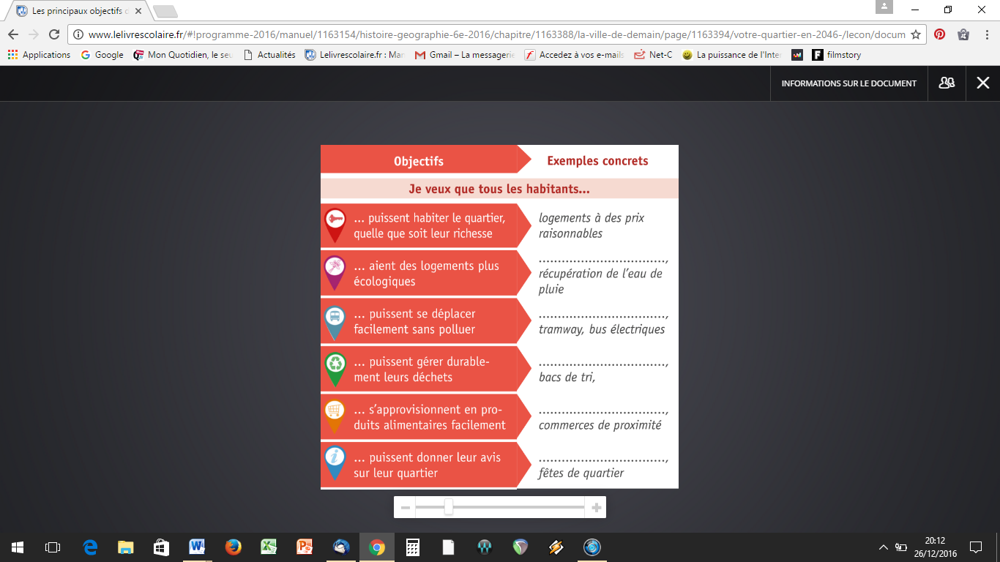 Les principaux objectifs
www.lelivrescolaire.fr/#!programme-2016/manuel/1163154/histoire-geographie-6e-2016/chapitre/1163388/la-ville-de-demain/page/1163394/votre-quartier-en-2046-/lecon/docum
Applications Google Mon Quotidien, le seu Actualités Lelivrescolaire.fr : Man Gmail – La messagerie Accedez à vos e-mails Net-C La puissance de l'Inter filmstory
INFORMATIONS SUR LE DOCUMENT
Objectifs
Exemples concrets
Je veux que tous les habitants...
... puissent habiter le quartier,
quelle que soit leur richesse
logements à des prix
raisonnables
... aient des logements plus
écologiques
.................................,
récupération de l'eau de
pluie
... puissent se déplacer
facilement sans polluer
.................................,
tramway, bus électriques
... puissent gérer durable-
ment leurs déchets
.................................,
bacs de tri,
... s'approvisionnent en pro-
duits alimentaires facilement
.................................,
commerces de proximité
... puissent donner leur avis
sur leur quartier
.................................,
fêtes de quartier
20:12
26/12/2016